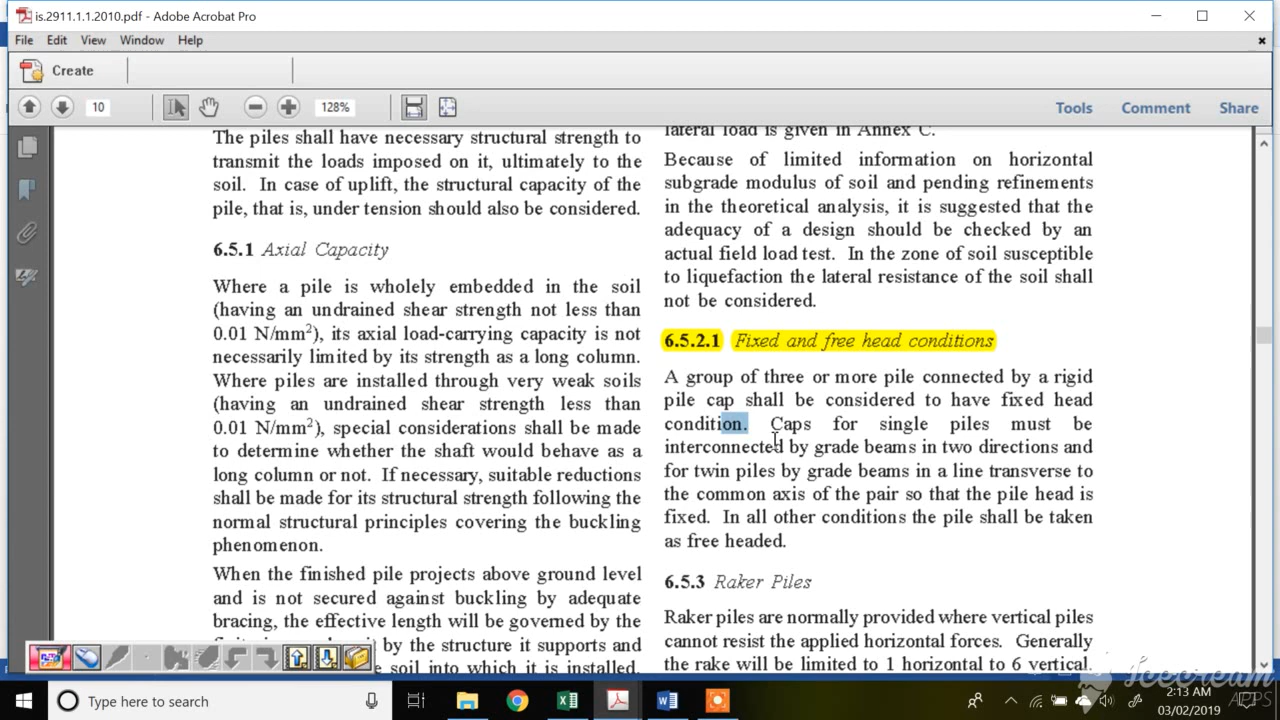 is.2911.1.1.2010.pdf - Adobe Acrobat Pro
File Edit View Window Help
Create
10 128% Tools Comment Share
The piles shall have necessary structural strength to
transmit the loads imposed on it, ultimately to the
soil. In case of uplift, the structural capacity of the
pile, that is, under tension should also be considered.
6.5.1 Axial Capacity
Where a pile is wholely embedded in the soil
(having an undrained shear strength not less than
0.01 N/mm2), its axial load-carrying capacity is not
necessarily limited by its strength as a long column.
Where piles are installed through very weak soils
(having an undrained shear strength less than
0.01 N/mm2), special considerations shall be made
to determine whether the shaft would behave as a
long column or not. If necessary, suitable reductions
shall be made for its structural strength following the
normal structural principles covering the buckling
phenomenon.
When the finished pile projects above ground level
and is not secured against buckling by adequate
bracing, the effective length will be governed by the
by the structure it supports and
soil into which it is installed.
lateral load is given in Annex C.
Because of limited information on horizontal
subgrade modulus of soil and pending refinements
in the theoretical analysis, it is suggested that the
adequacy of a design should be checked by an
actual field load test. In the zone of soil susceptible
to liquefaction the lateral resistance of the soil shall
not be considered.
6.5.2.1 Fixed and free head conditions
A group of three or more pile connected by a rigid
pile cap shall be considered to have fixed head
condition. Caps for single piles must be
interconnected by grade beams in two directions and
for twin piles by grade beams in a line transverse to
the common axis of the pair so that the pile head is
fixed. In all other conditions the pile shall be taken
as free headed.
6.5.3 Raker Piles
Raker piles are normally provided where vertical piles
cannot resist the applied horizontal forces. Generally
the rake will be limited to 1 horizontal to 6 vertical.
Icecream
APPS
Type here to search
2:13 AM
03/02/2019